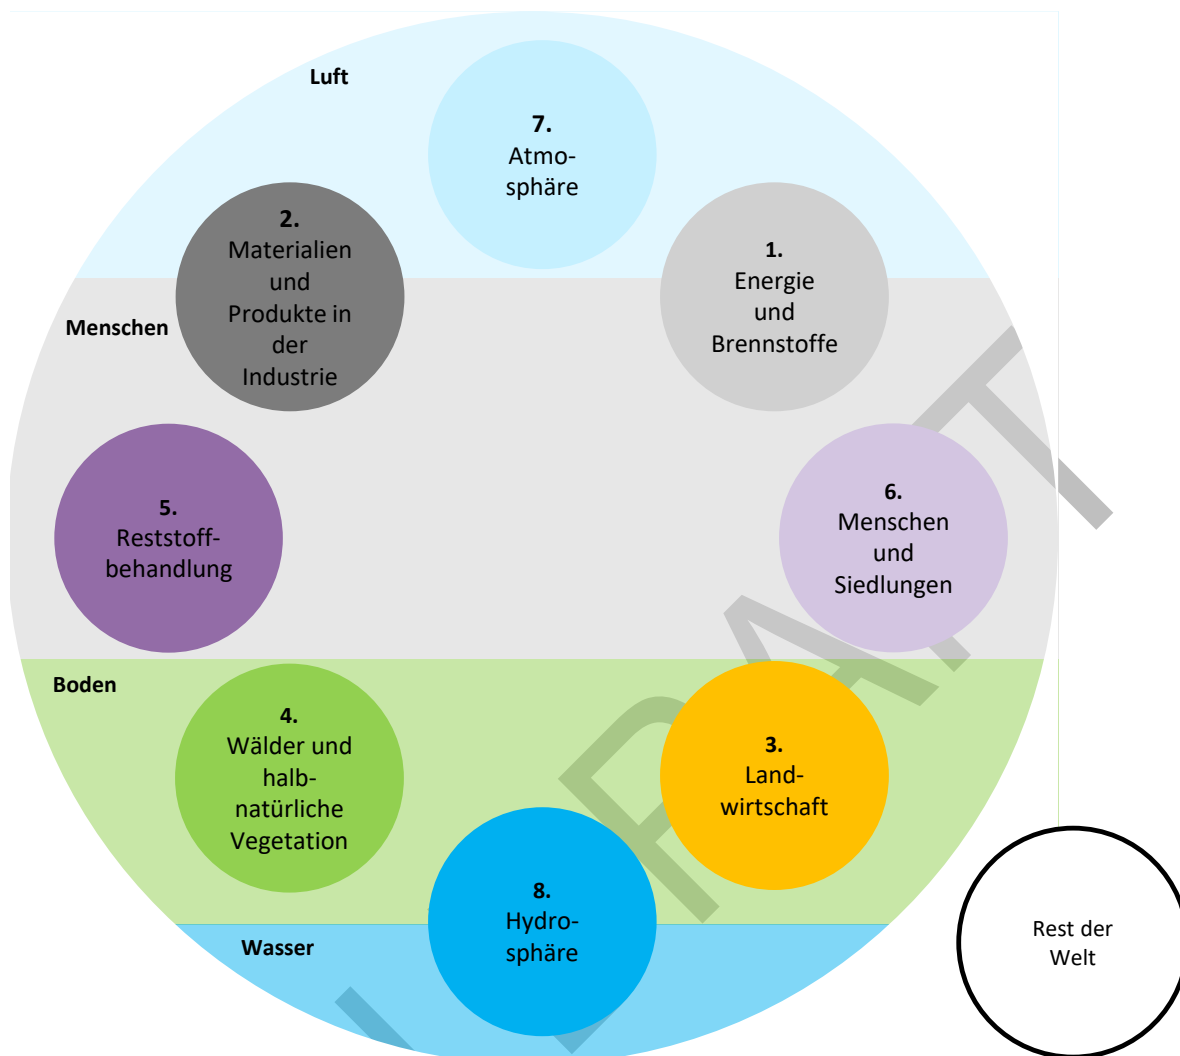 Luft
7.
Atmo-
sphäre
2.
Materialien
und
Produkte in
der
Industrie
1.
Energie
und
Brennstoffe
Menschen
5.
Reststoff-
behandlung
6.
Menschen
und
Siedlungen
Boden
4.
Wälder und
halb-
natürliche
Vegetation
3.
Land-
wirtschaft
8.
Hydro-
sphäre
Wasser
Rest der
Welt